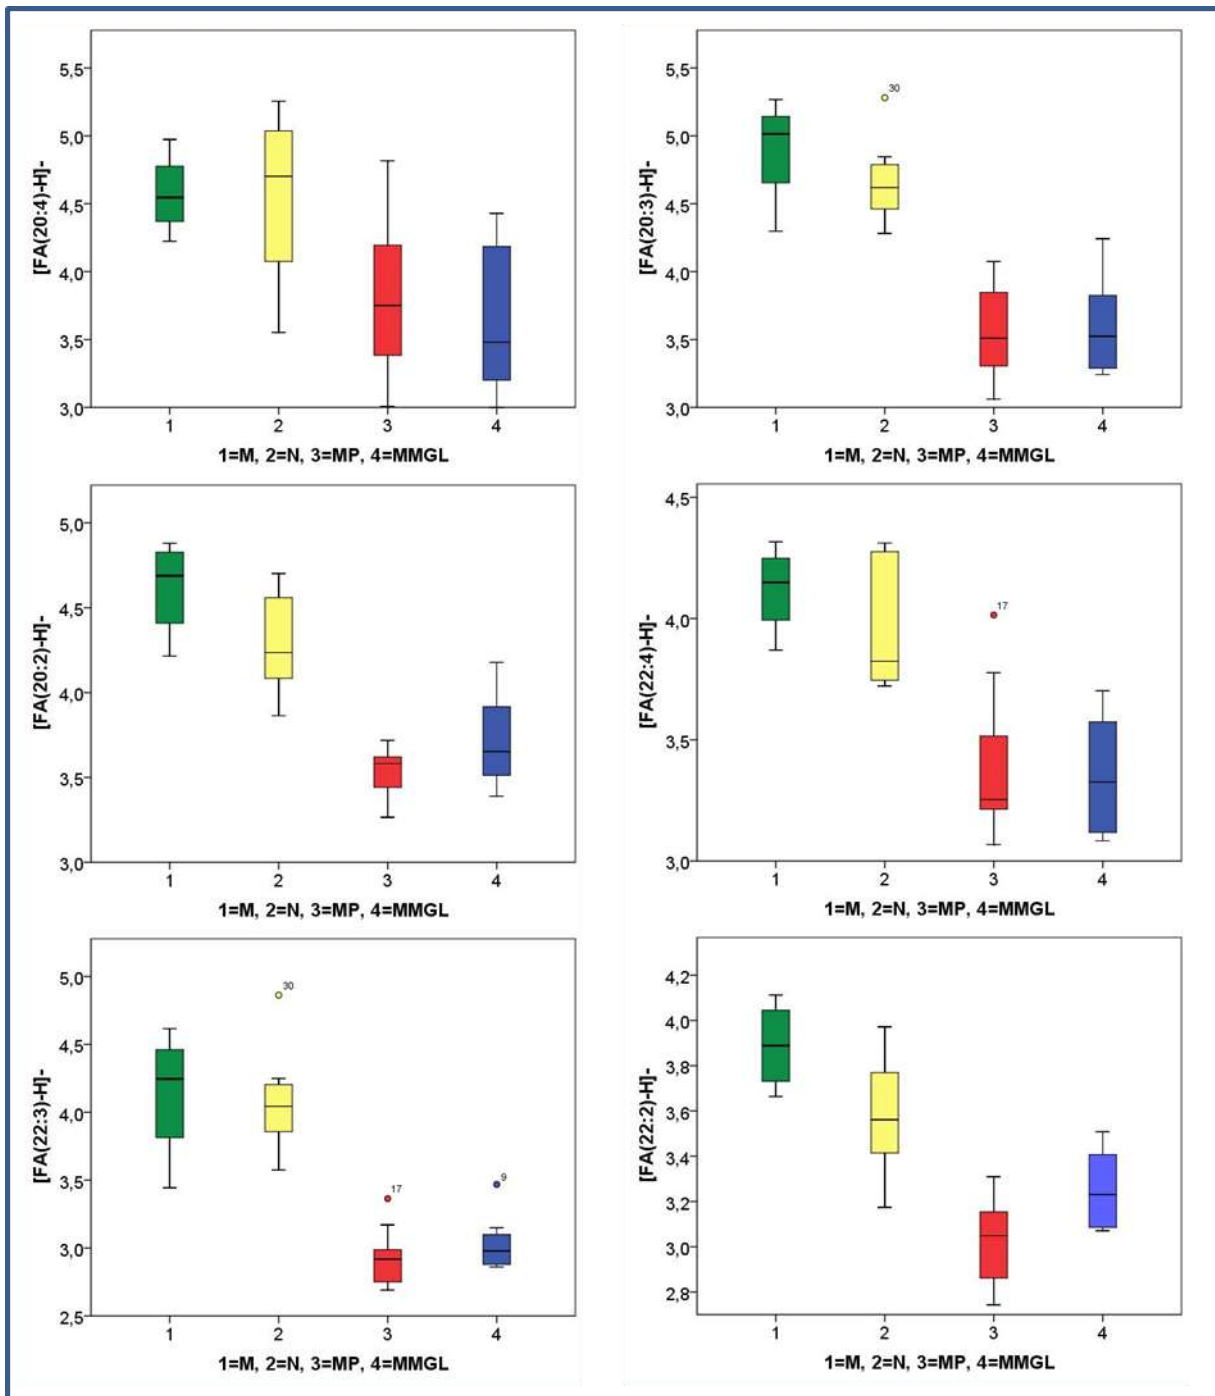 [FA(20:4)-H]-
5,5
5,0
4,5
4,0
3,5
3,0
1 2 3 4
1=M, 2=N, 3=MP, 4=MMGL
[FA(20:3)-H]-
5,5
5,0
4,5
4,0
3,5
3,0
30
1 2 3 4
1=M, 2=N, 3=MP, 4=MMGL
[FA(20:2)-H]-
5,0
4,5
4,0
3,5
3,0
1 2 3 4
1=M, 2=N, 3=MP, 4=MMGL
[FA(22:4)-H]-
4,5
4,0
3,5
3,0
17
1 2 3 4
1=M, 2=N, 3=MP, 4=MMGL
[FA(22:3)-H]-
5,0
4,5
4,0
3,5
3,0
2,5
30
17
9
1 2 3 4
1=M, 2=N, 3=MP, 4=MMGL
[FA(22:2)-H]-
4,2
4,0
3,8
3,6
3,4
3,2
3,0
2,8
1 2 3 4
1=M, 2=N, 3=MP, 4=MMGL